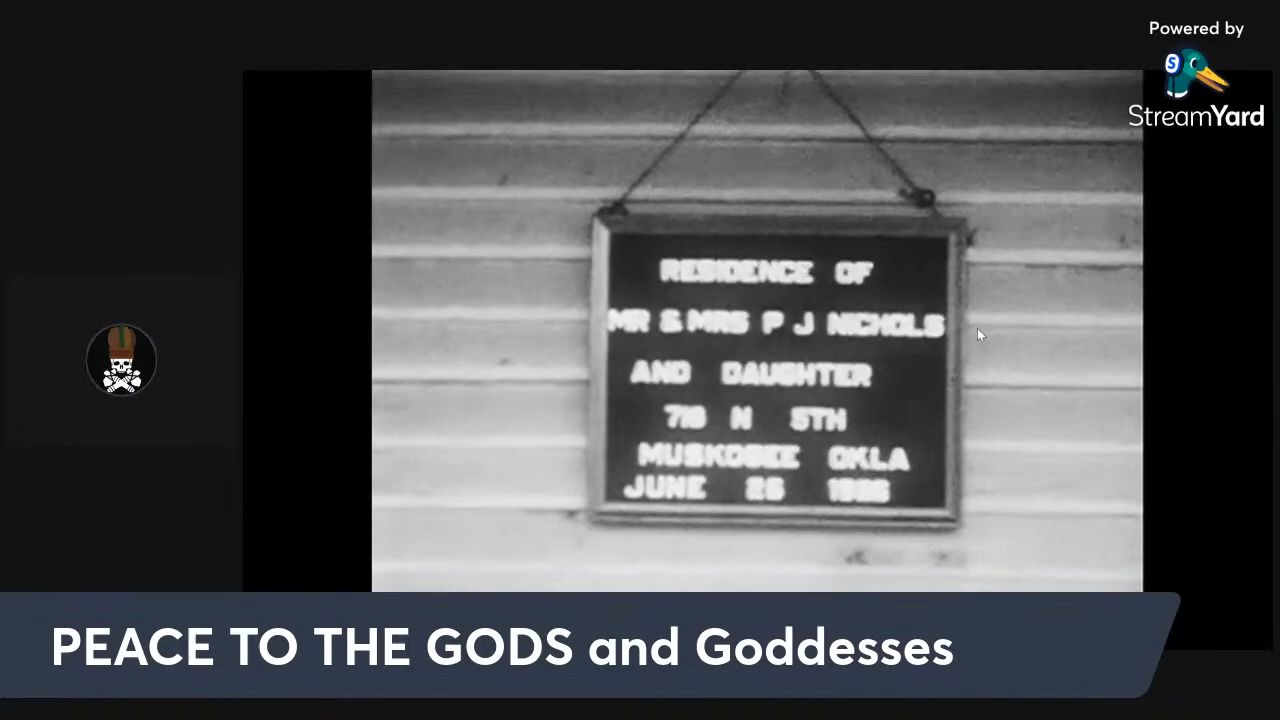 Powered by
S
StreamYard
RESIDENCE OF
MR & MRS P J NICHOLS
AND DAUGHTER
N 5TH
MUSKOGEE OKLA
JUNE
PEACE TO THE GODS and Goddesses